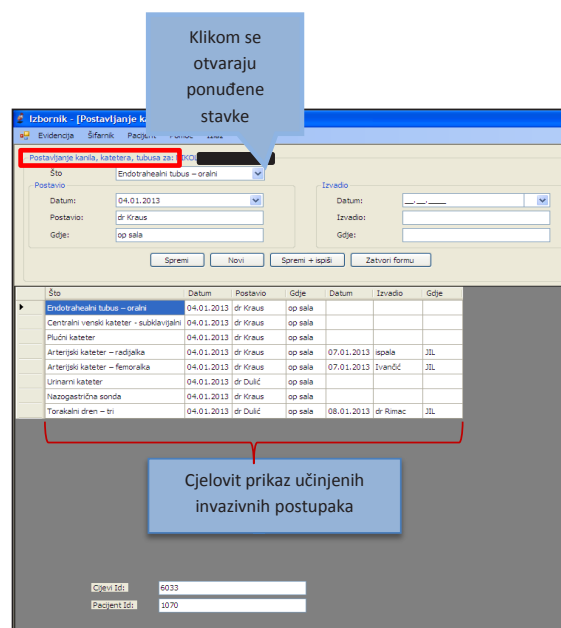 Klikom se
otvaraju
ponuđene
stavke
Izbornik - [Postavljanje
Evidencija Šifarnik Pacijent
Postavljanje kanila, katetera, tubusa za:
Što Endotrahealni tubus – oralni
Postavio Izvadio
Datum: 04.01.2013 Datum: __.__.____
Postavio: dr Kraus Izvadio:
Gdje: op sala Gdje:
Spremi Novi Spremi + ispiši Zatvori formu
Što Datum Postavio Gdje Datum Izvadio Gdje
Endotrahealni tubus – oralni 04.01.2013 dr Kraus op sala
Centralni venski kateter - subklavijalni 04.01.2013 dr Kraus op sala
Plućni kateter 04.01.2013 dr Kraus op sala
Arterijski kateter – radijalka 04.01.2013 dr Kraus op sala 07.01.2013 ispala JIL
Arterijski kateter – femoralka 04.01.2013 dr Kraus op sala 07.01.2013 Ivančić JIL
Urinarni kateter 04.01.2013 dr Dulić op sala
Nazogastrična sonda 04.01.2013 dr Kraus op sala
Torakalni dren – tri 04.01.2013 dr Dulić op sala 08.01.2013 dr Rimac JIL
Cjelovit prikaz učinjenih
invazivnih postupaka
Cijevi Id: 6033
Pacijent Id: 1070